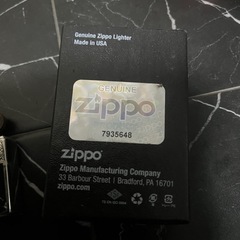 Genuine Zippo Lighter
Made in USA
GENUINE
zippo
7935648
zippo
Zippo Manufacturing Company
33 Barbour Street / Bradford, PA 16701
zippo.com